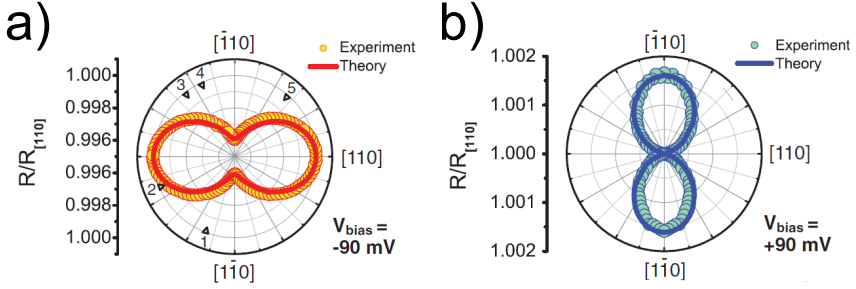 a)
[1̄10]
Experiment
Theory
1.000
0.998
0.996
0.996
0.998
1.000
R/R[110]
3
4
5
2
1
[110]
[11̄0]
Vbias =
-90 mV
b)
[1̄10]
Experiment
Theory
1.002
1.001
1.000
1.001
1.002
R/R[110]
[110]
[11̄0]
Vbias =
+90 mV